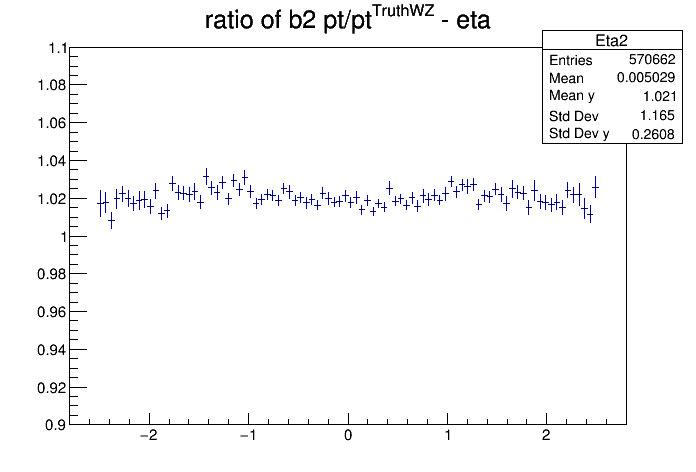 ratio of b2 pt/pt^TruthWZ - eta
Eta2
Entries 570662
Mean 0.005029
Mean y 1.021
Std Dev 1.165
Std Dev y 0.2608
1.1
1.08
1.06
1.04
1.02
1
0.98
0.96
0.94
0.92
0.9
−2 −1 0 1 2